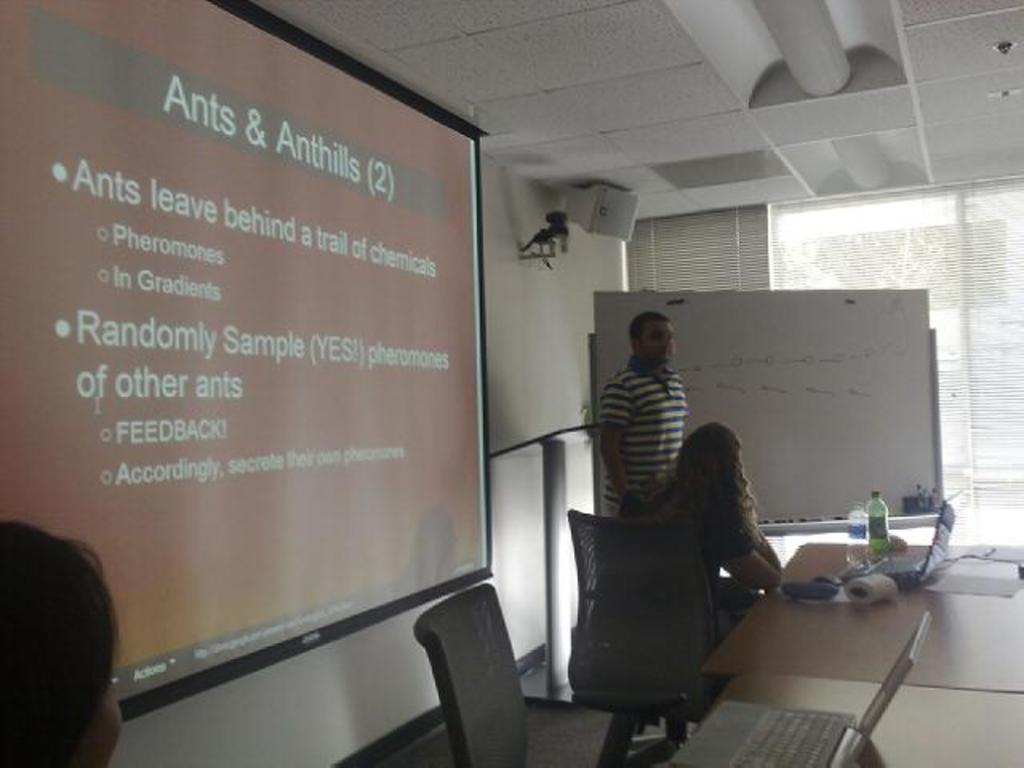 Ants & Anthills (2)
Ants leave behind a trail of chemicals
Pheromones
In Gradients
Randomly Sample (YES!) pheromones
of other ants
FEEDBACK!
Accordingly, secrete their own pheromones
Actions